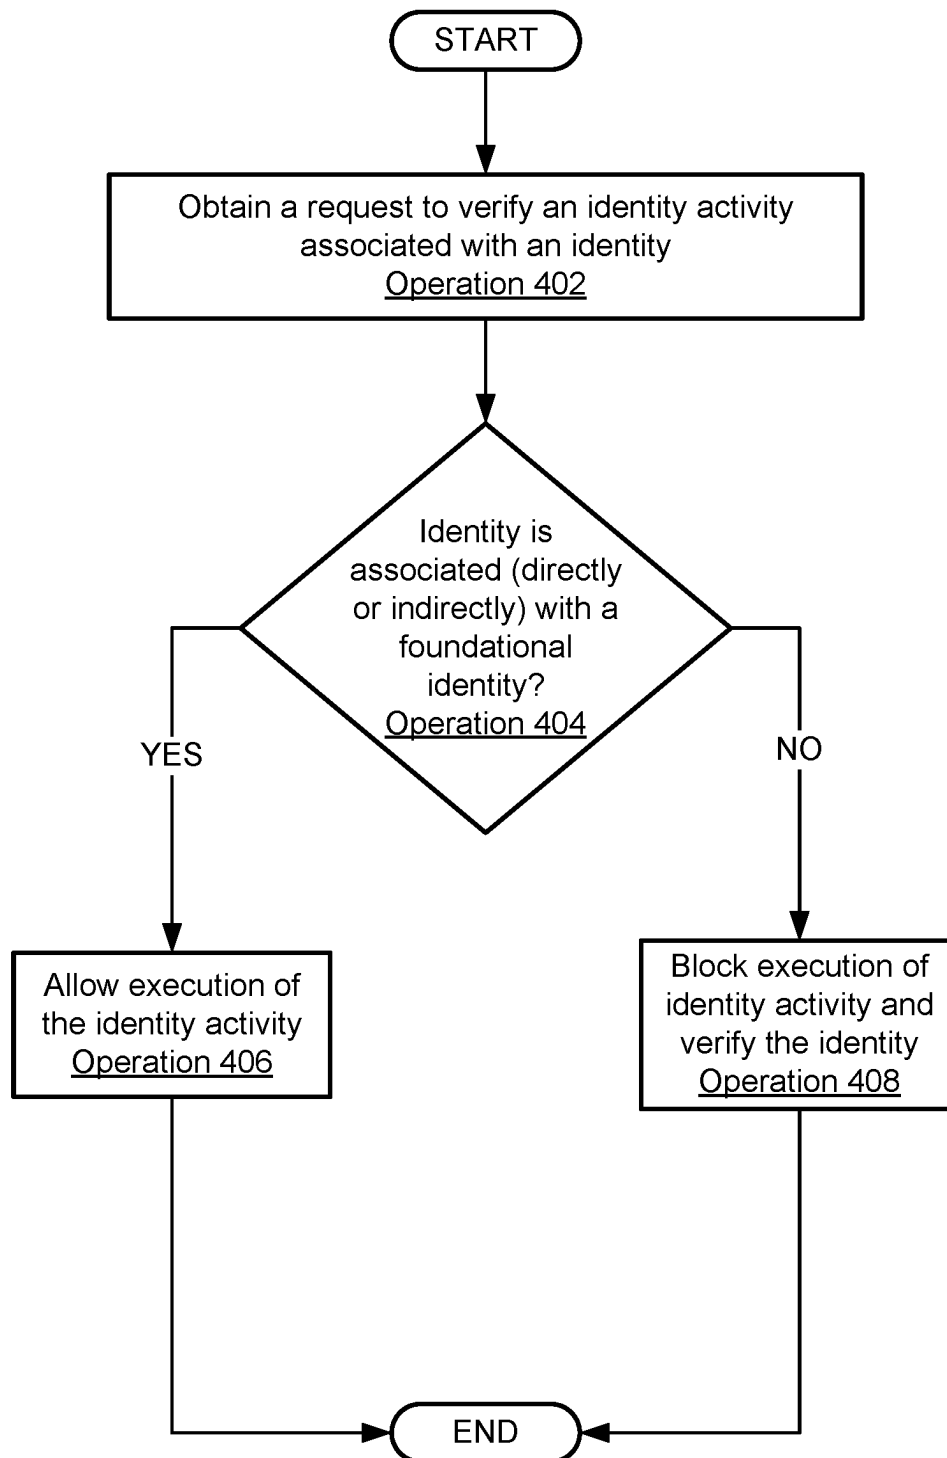 START
Obtain a request to verify an identity activity
associated with an identity
Operation 402
Identity is
associated (directly
or indirectly) with a
foundational
identity?
Operation 404
YES
NO
Allow execution of
the identity activity
Operation 406
Block execution of
identity activity and
verify the identity
Operation 408
END